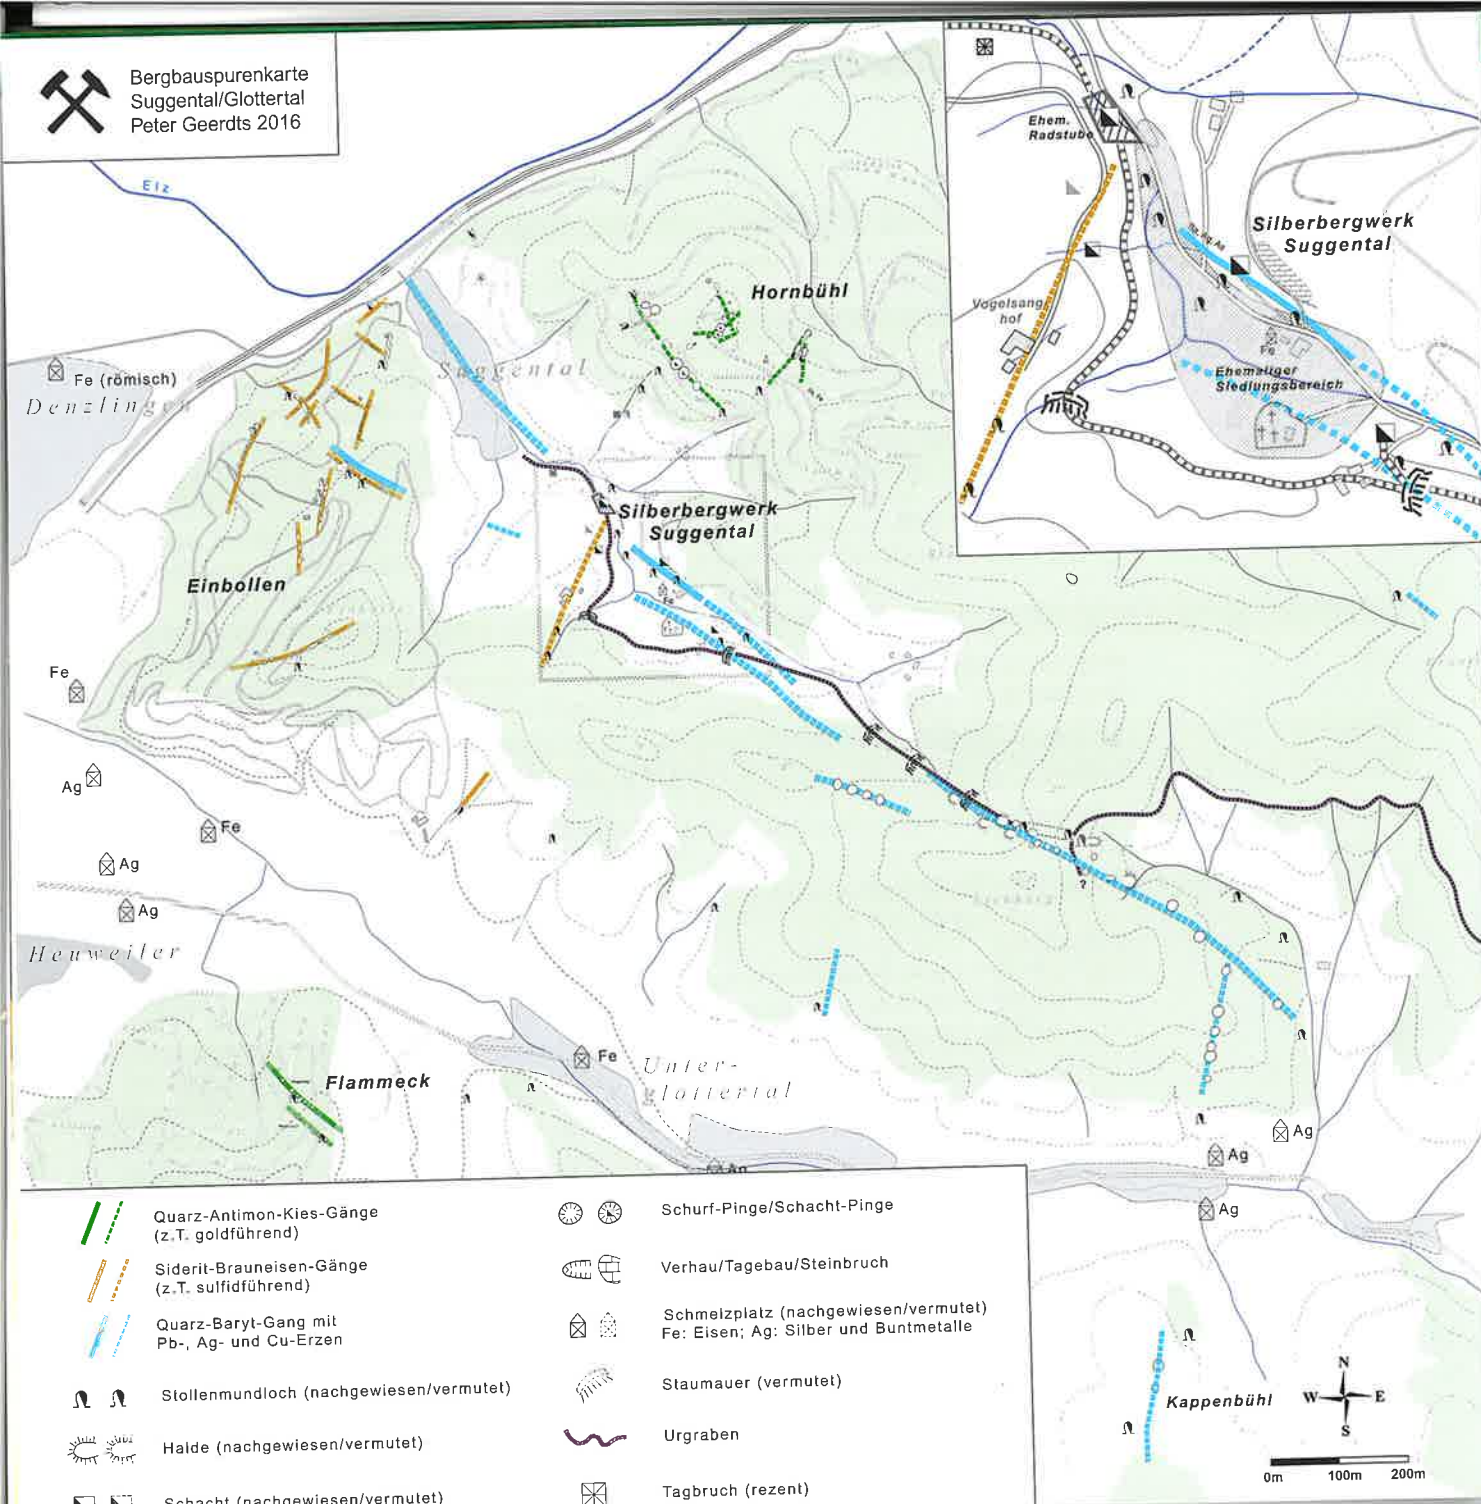 Bergbauspurenkarte
Suggental/Glottertal
Peter Geerdts 2016
Elz
Ehem.
Radstube
Silberbergwerk
Suggental
Vogelsang
hof
Fe
Ehemaliger
Siedlungsbereich
Hornbühl
Suggental
Fe (römisch)
Denzlingen
Silberbergwerk
Suggental
Fe
Einbollen
Fe
Ag
Fe
Ag
Ag
Heuweiler
?
Flammeck
Fe
Unter-
glottertal
Ag
Ag
Ag
Ag
Kappenbühl
N
W E
S
0m 100m 200m
Quarz-Antimon-Kies-Gänge
(z.T. goldführend)
Siderit-Brauneisen-Gänge
(z.T. sulfidführend)
Quarz-Baryt-Gang mit
Pb-, Ag- und Cu-Erzen
Stollenmundloch (nachgewiesen/vermutet)
Halde (nachgewiesen/vermutet)
Schacht (nachgewiesen/vermutet)
Schurf-Pinge/Schacht-Pinge
Verhau/Tagebau/Steinbruch
Schmelzplatz (nachgewiesen/vermutet)
Fe: Eisen; Ag: Silber und Buntmetalle
Staumauer (vermutet)
Urgraben
Tagbruch (rezent)